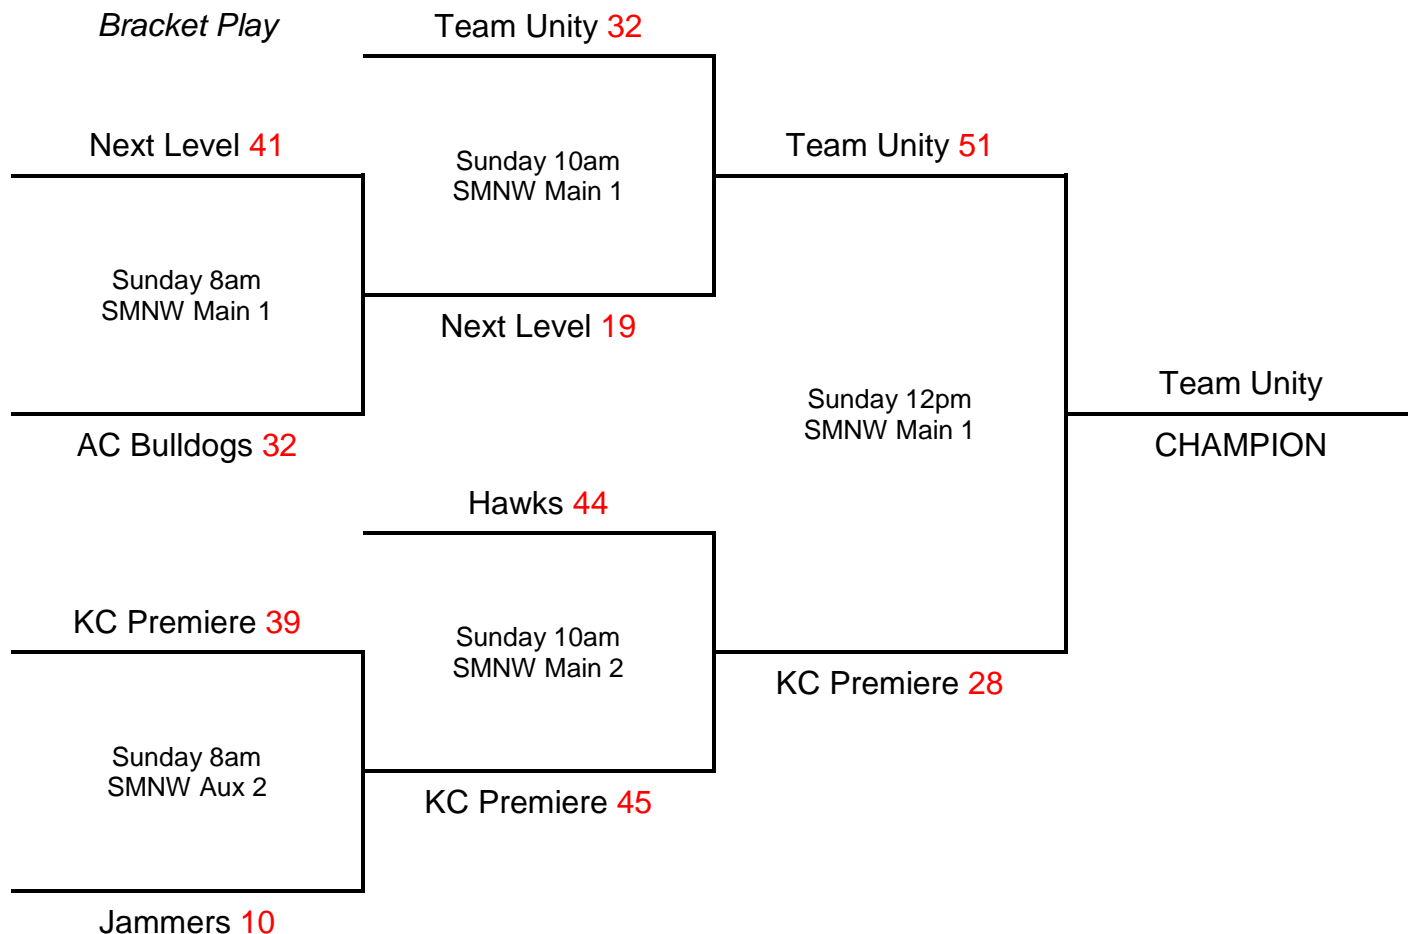 Bracket Play
Team Unity 32
Next Level 41
Sunday 10am
SMNW Main 1
Team Unity 51
Sunday 8am
SMNW Main 1
Next Level 19
AC Bulldogs 32
Sunday 12pm
SMNW Main 1
Team Unity
CHAMPION
Hawks 44
KC Premiere 39
Sunday 10am
SMNW Main 2
KC Premiere 28
Sunday 8am
SMNW Aux 2
KC Premiere 45
Jammers 10